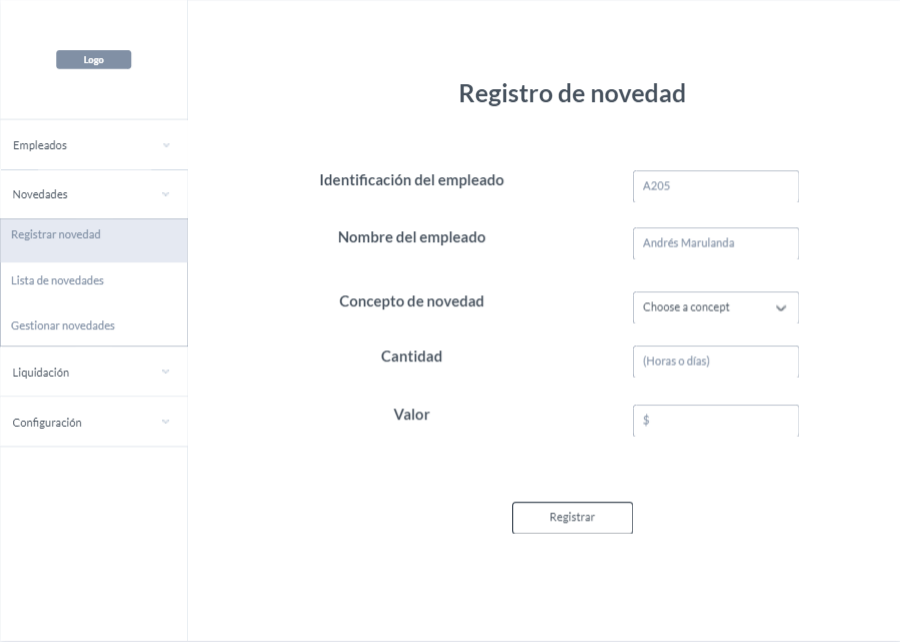 Logo
Empleados
Novedades
Registrar novedad
Lista de novedades
Gestionar novedades
Liquidación
Configuración
Registro de novedad
Identificación del empleado
A205
Nombre del empleado
Andrés Marulanda
Concepto de novedad
Choose a concept
Cantidad
(Horas o días)
Valor
$
Registrar